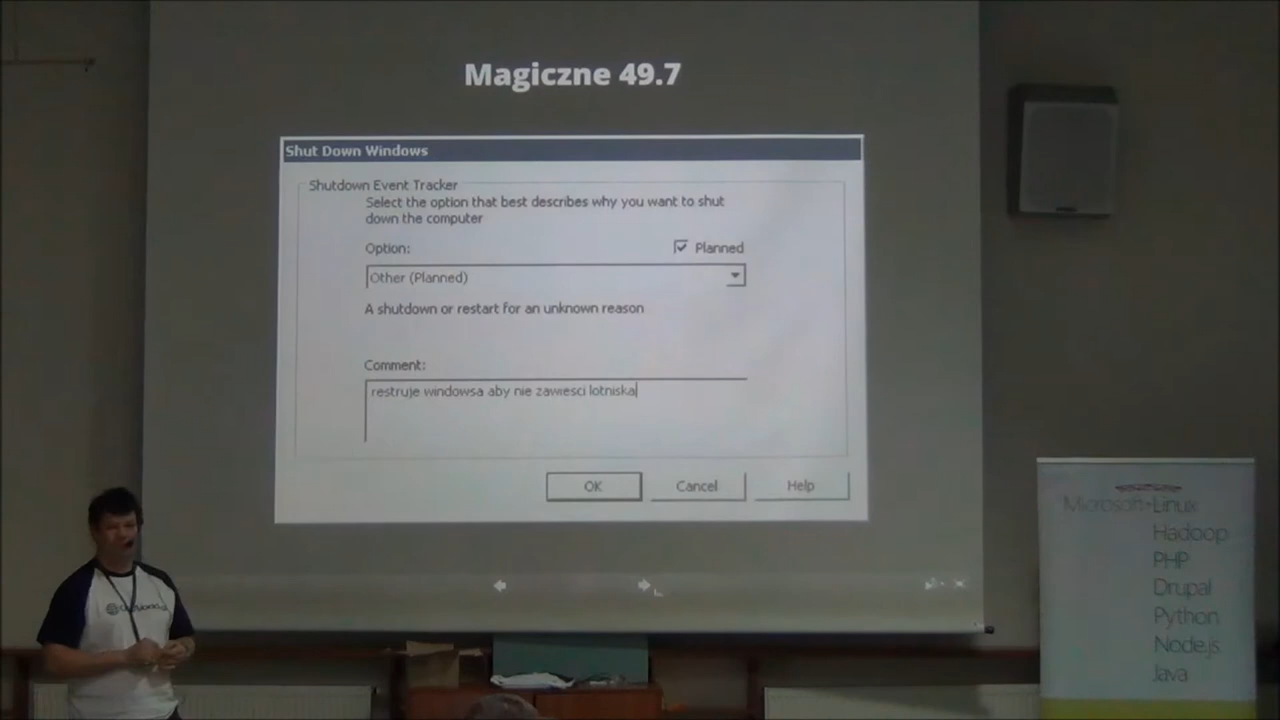 Magiczne 49.7
Shut Down Windows
Shutdown Event Tracker
Select the option that best describes why you want to shut
down the computer
Option:
Planned
Other (Planned)
A shutdown or restart for an unknown reason
Comment:
restruje windowsa aby nie zawiesci lotniska
OK
Cancel
Help
Microsoft+Linux
Hadoop
PHP
Drupal
Python
Node.js
Java